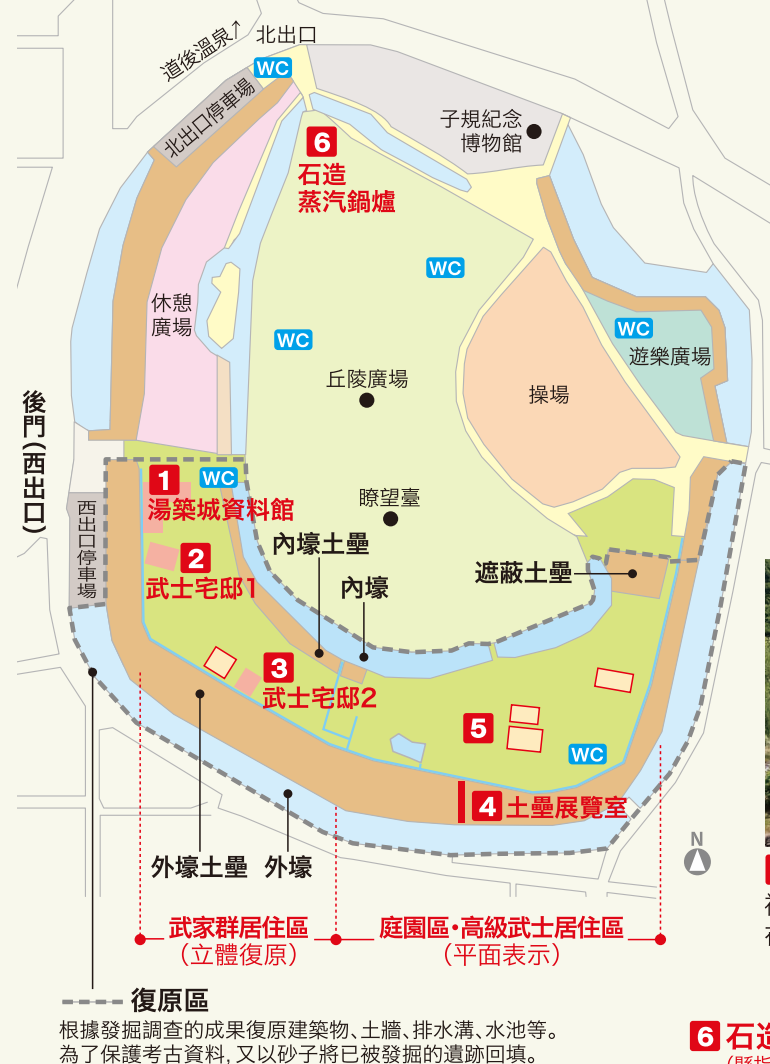 道後溫泉↗
北出口
WC
北出口停車場
子規紀念
博物館
6
石造
蒸汽鍋爐
WC
休憩
廣場
WC
WC
遊樂廣場
丘陵廣場
操場
後門(西出口)
瞭望臺
1
WC
湯築城資料館
西出口停車場
2
武士宅邸1
內壕土壘
內壕
遮蔽土壘
3
武士宅邸2
5
WC
4 土壘展覽室
外壕土壘
外壕
N
武家群居住區
(立體復原)
庭園區・高級武士居住區
(平面表示)
復原區
根據發掘調查的成果復原建築物、土牆、排水溝、水池等。
為了保護考古資料, 又以砂子將已被發掘的遺跡回填。
6 石造